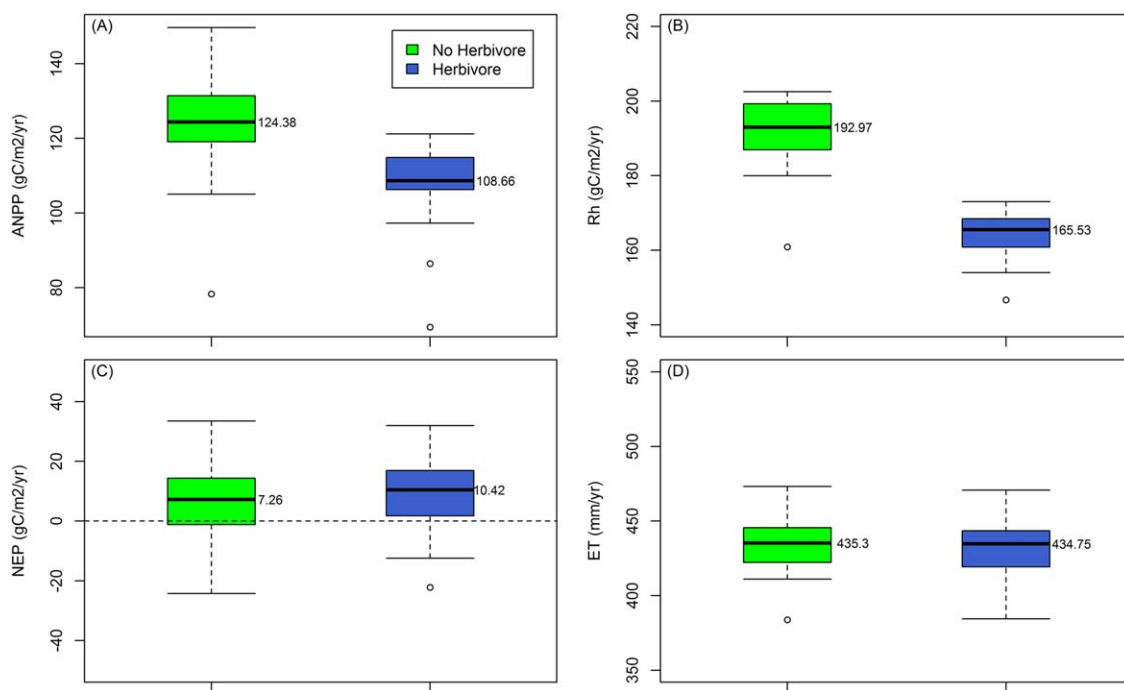 (A)
No Herbivore
Herbivore
124.38
108.66
ANPP (gC/m2/yr)
80
100
120
140
(B)
192.97
165.53
Rh (gC/m2/yr)
140
160
180
200
220
(C)
7.26
10.42
NEP (gC/m2/yr)
-40
-20
0
20
40
(D)
435.3
434.75
ET (mm/yr)
350
400
450
500
550